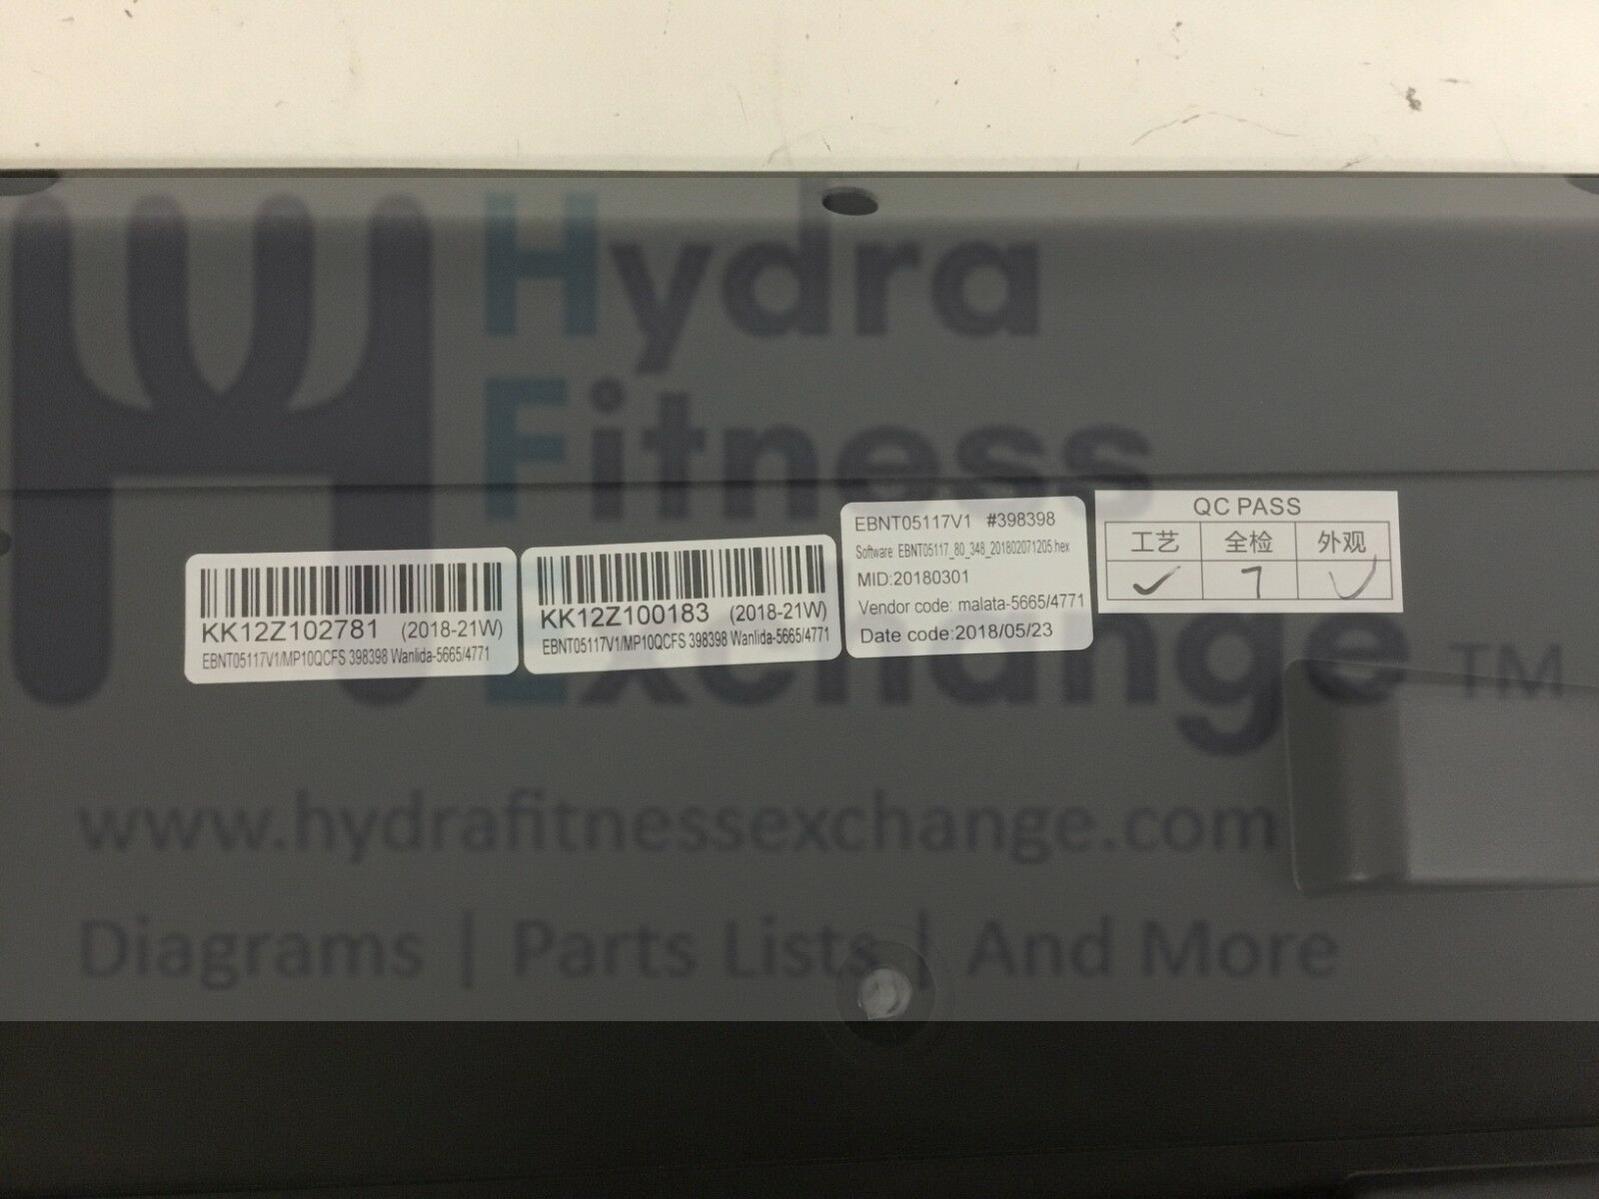 Hydra
Fitness
Exchange TM
KK12Z102781 (2018-21W)
EBNT05117V1/MP10QCFS 398398 Wanlida-5665/4771
KK12Z100183 (2018-21W)
EBNT05117V1/MP10QCFS 398398 Wanlida-5665/4771
EBNT05117V1 #398398
Software EBNT05117_80_348_201802071205.hex
MID:20180301
Vendor code: malata-5665/4771
Date code:2018/05/23
QC PASS
工艺 全检 外观
7
www.hydrafitnessexchange.com
Diagrams | Parts Lists | And More